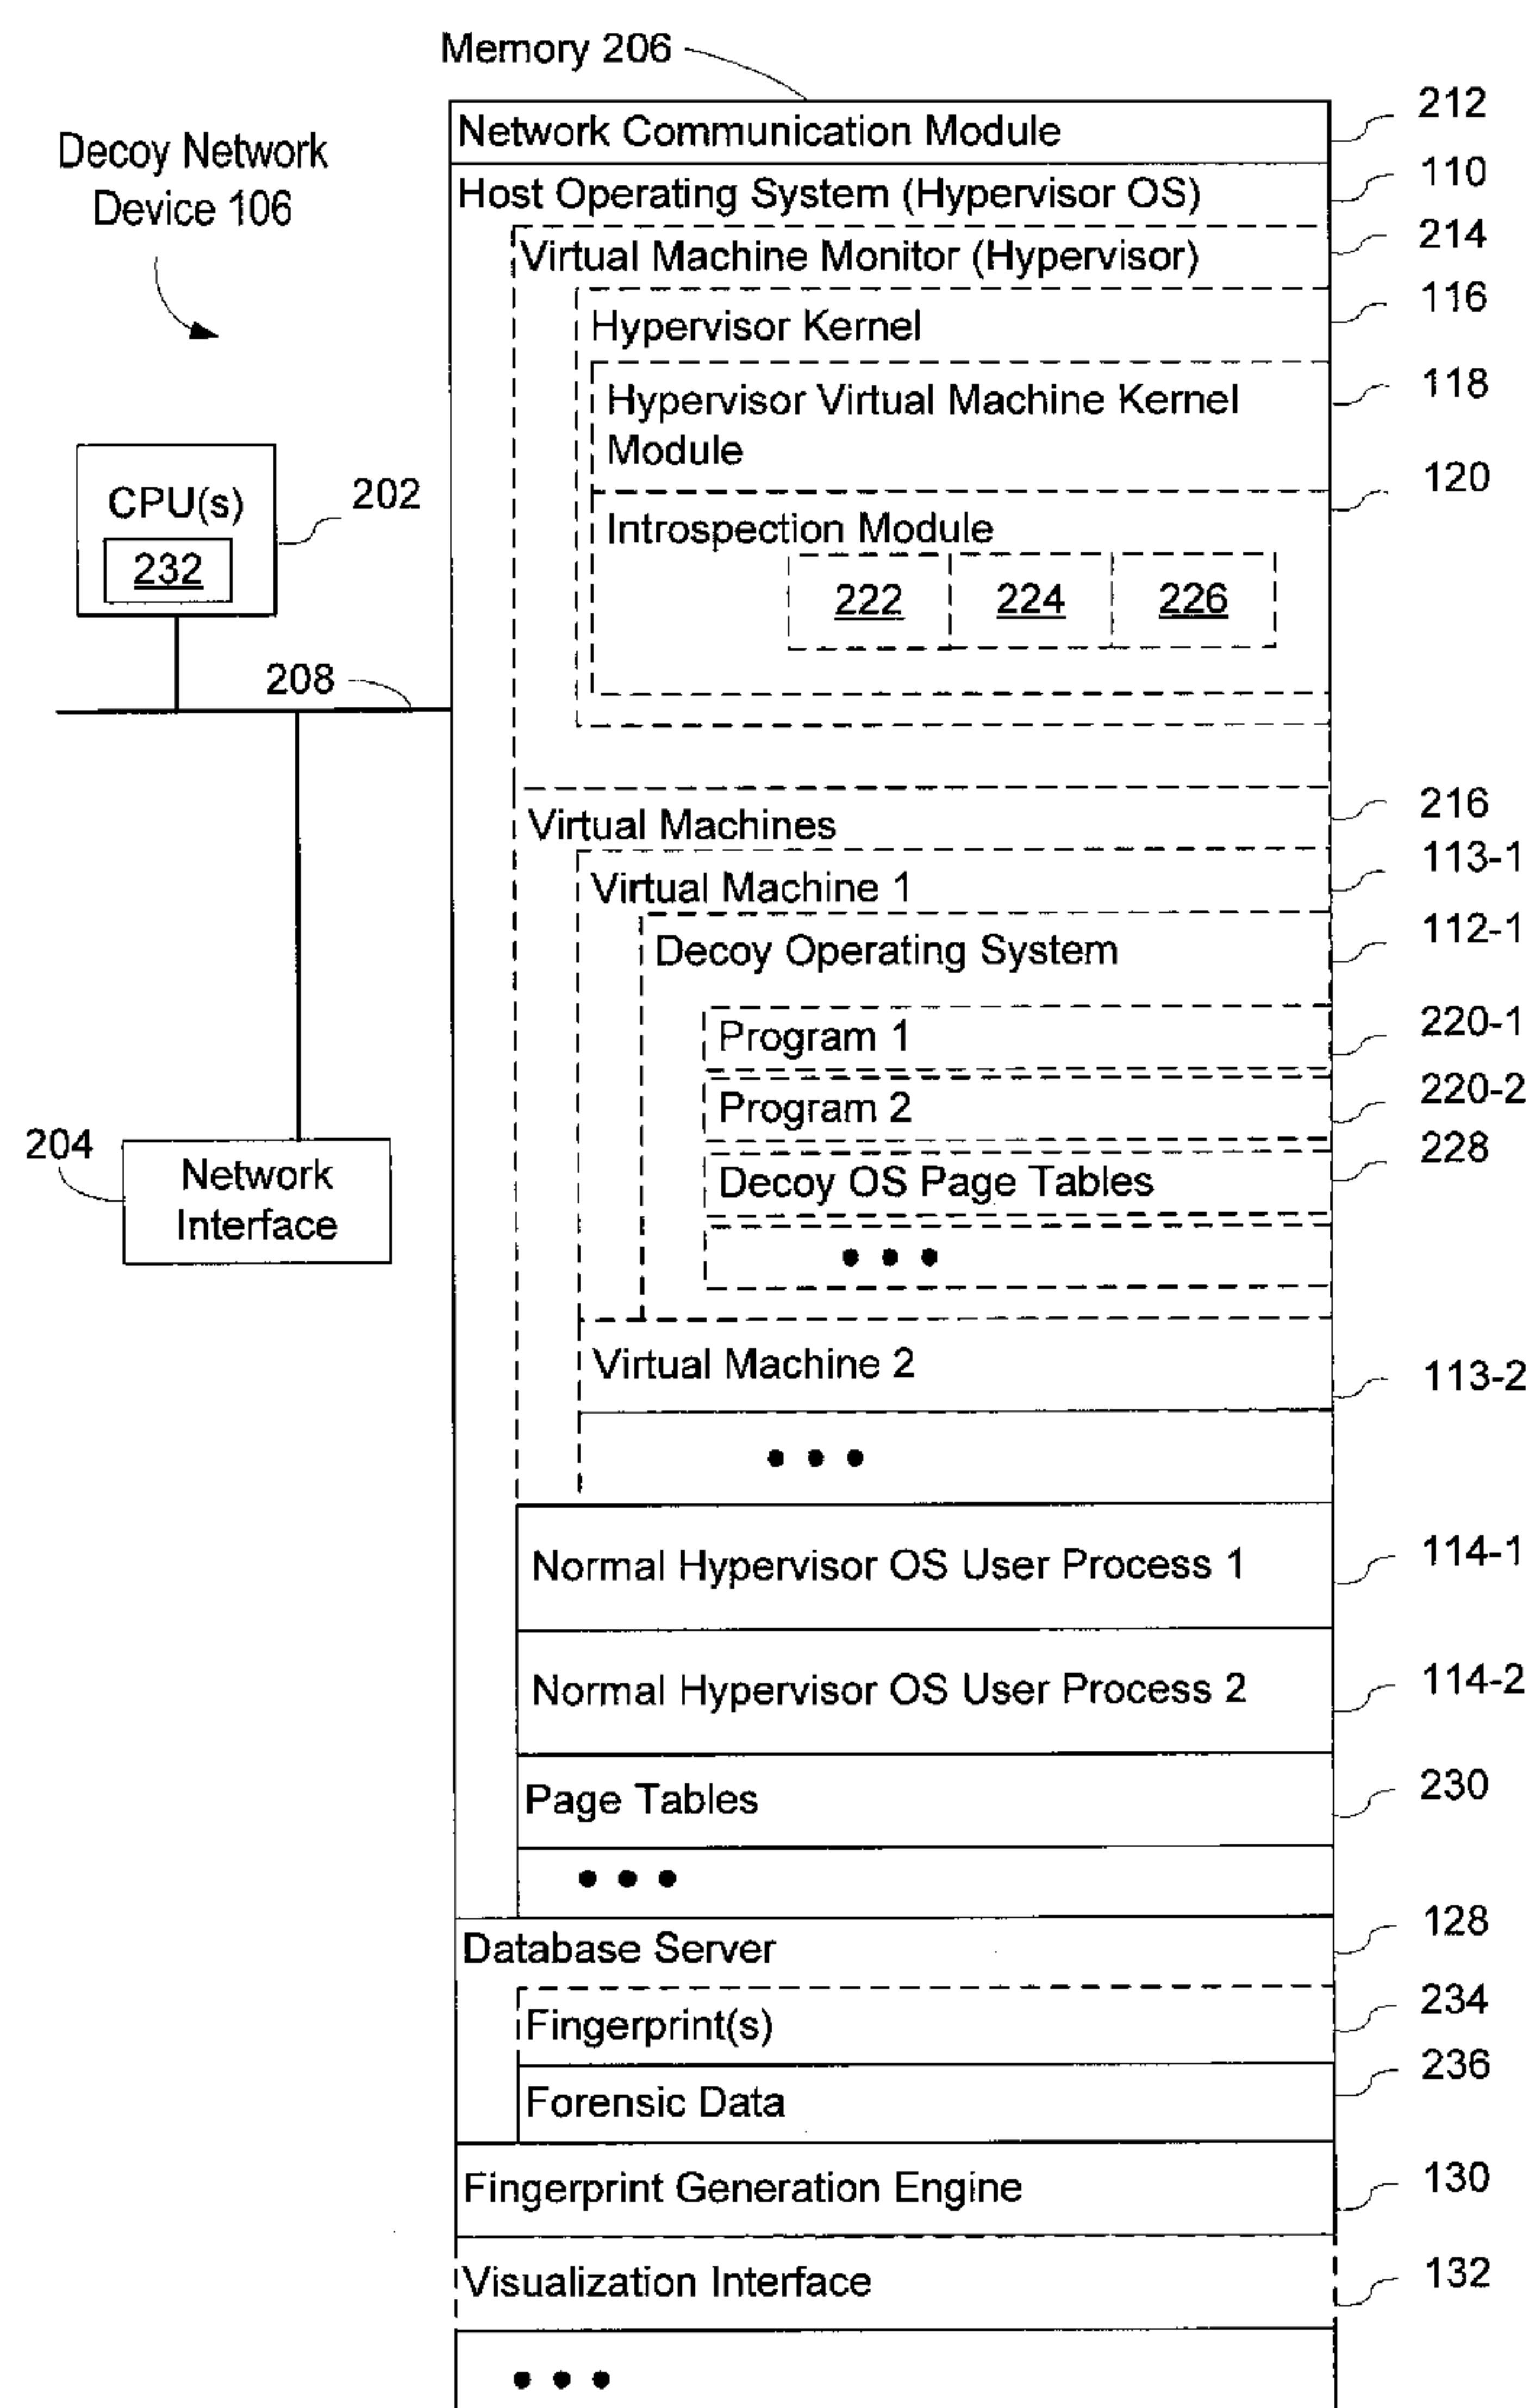 Memory 206
Decoy Network
Device 106
Network Communication Module
212
Host Operating System (Hypervisor OS)
110
Virtual Machine Monitor (Hypervisor)
214
Hypervisor Kernel
116
Hypervisor Virtual Machine Kernel
Module
118
Introspection Module
120
222
224
226
CPU(s)
232
202
208
204
Network
Interface
Virtual Machines
216
Virtual Machine 1
113-1
Decoy Operating System
112-1
Program 1
220-1
Program 2
220-2
Decoy OS Page Tables
228
• • •
Virtual Machine 2
113-2
• • •
Normal Hypervisor OS User Process 1
114-1
Normal Hypervisor OS User Process 2
114-2
Page Tables
230
• • •
Database Server
128
Fingerprint(s)
234
Forensic Data
236
Fingerprint Generation Engine
130
Visualization Interface
132
• • •